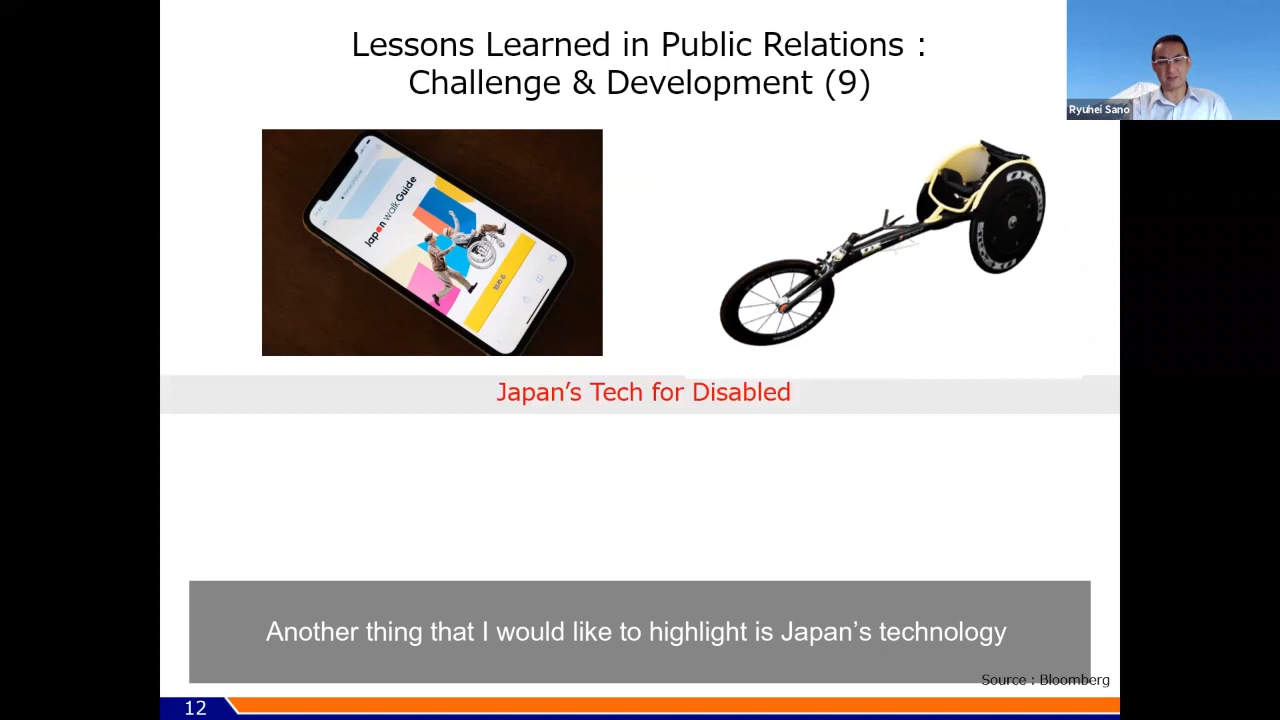 Lessons Learned in Public Relations :
Challenge & Development (9)
Ryuhei Sano
Japan walk Guide
OX
Japan's Tech for Disabled
Another thing that I would like to highlight is Japan's technology
Source : Bloomberg
12